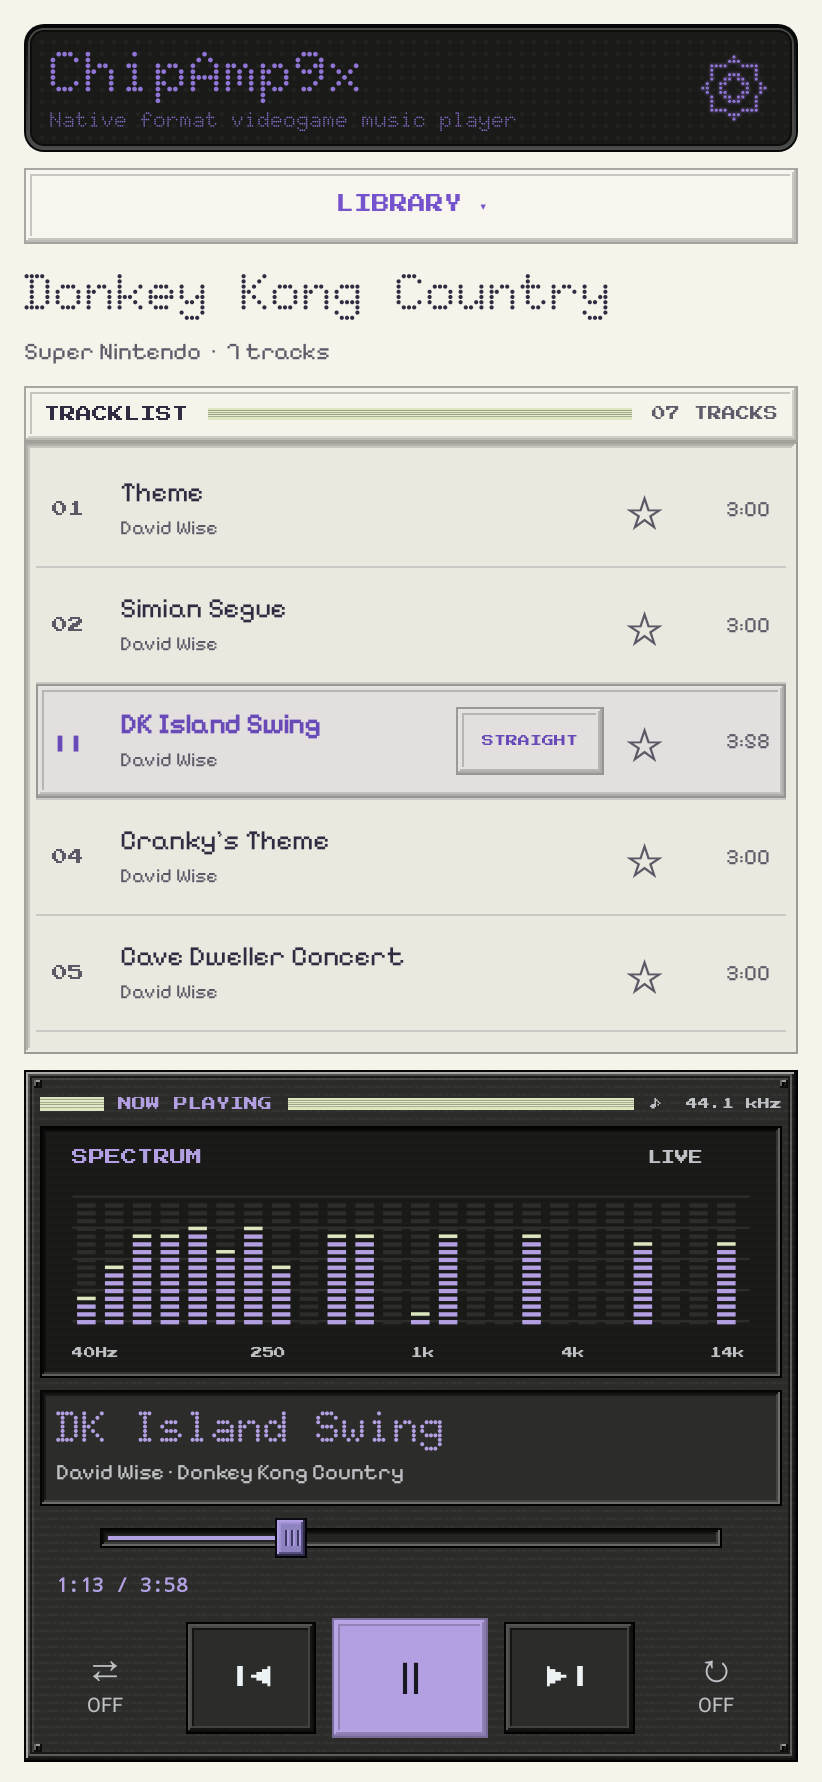 ChipAmp9x
Native format videogame music player
LIBRARY ▾
Donkey Kong Country
Super Nintendo · 7 tracks
TRACKLIST 07 TRACKS
01 Theme 3:00
David Wise
02 Simian Segue 3:00
David Wise
DK Island Swing STRAIGHT 3:58
David Wise
04 Cranky's Theme 3:00
David Wise
05 Cave Dweller Concert 3:00
David Wise
NOW PLAYING ♪ 44.1 kHz
SPECTRUM LIVE
40Hz 250 1k 4k 14k
DK Island Swing
David Wise · Donkey Kong Country
1:13 / 3:58
OFF OFF